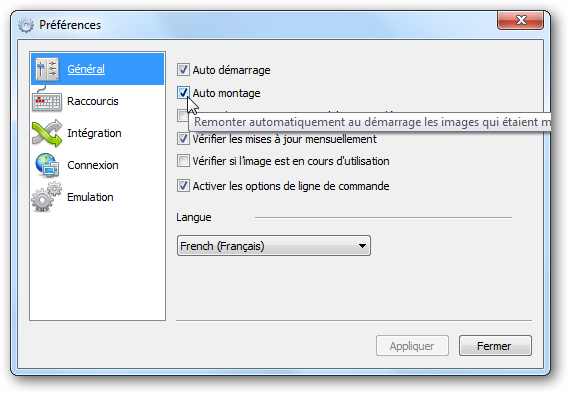 Préférences
Général
Raccourcis
Intégration
Connexion
Emulation
Auto démarrage
Auto montage
Remonter automatiquement au démarrage les images qui étaient m
Vérifier les mises à jour mensuellement
Vérifier si l'image est en cours d'utilisation
Activer les options de ligne de commande
Langue
French (Français)
Appliquer
Fermer